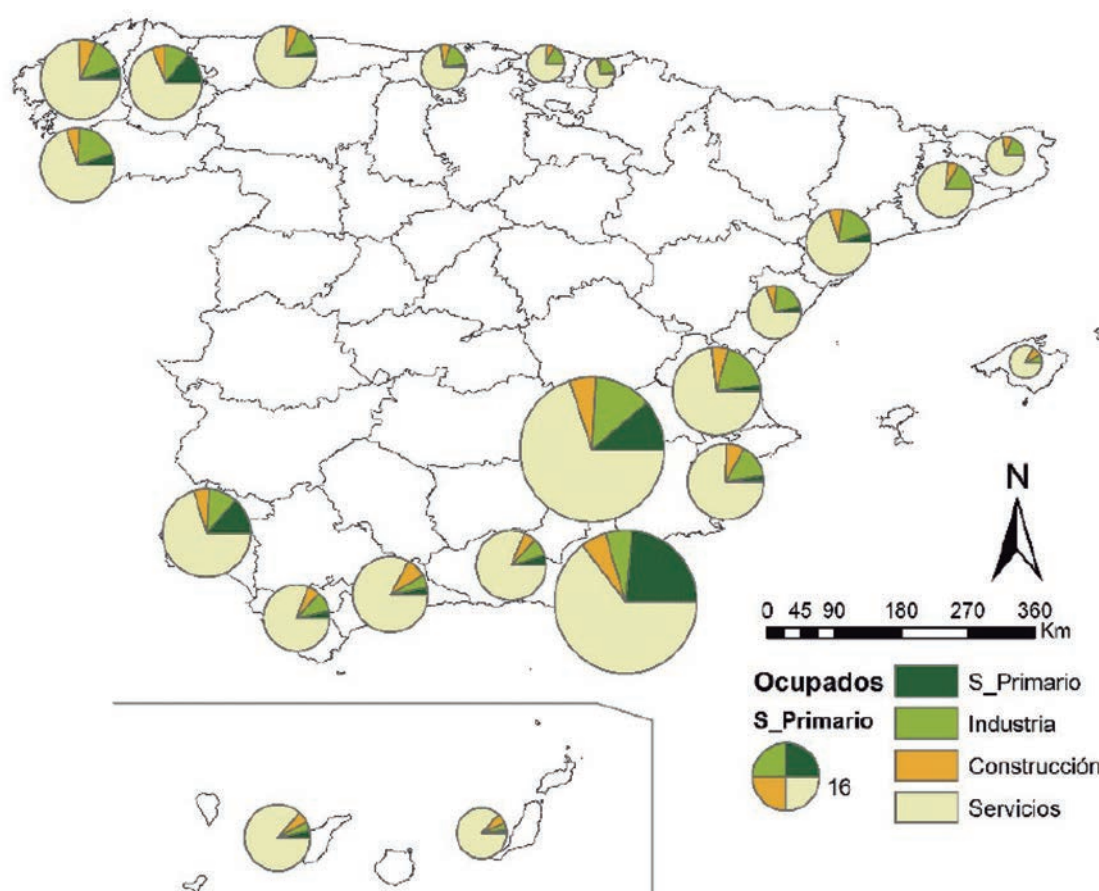 N
0 45 90 180 270 360
Km
Ocupados
S_Primario
16
S_Primario
Industria
Construcción
Servicios